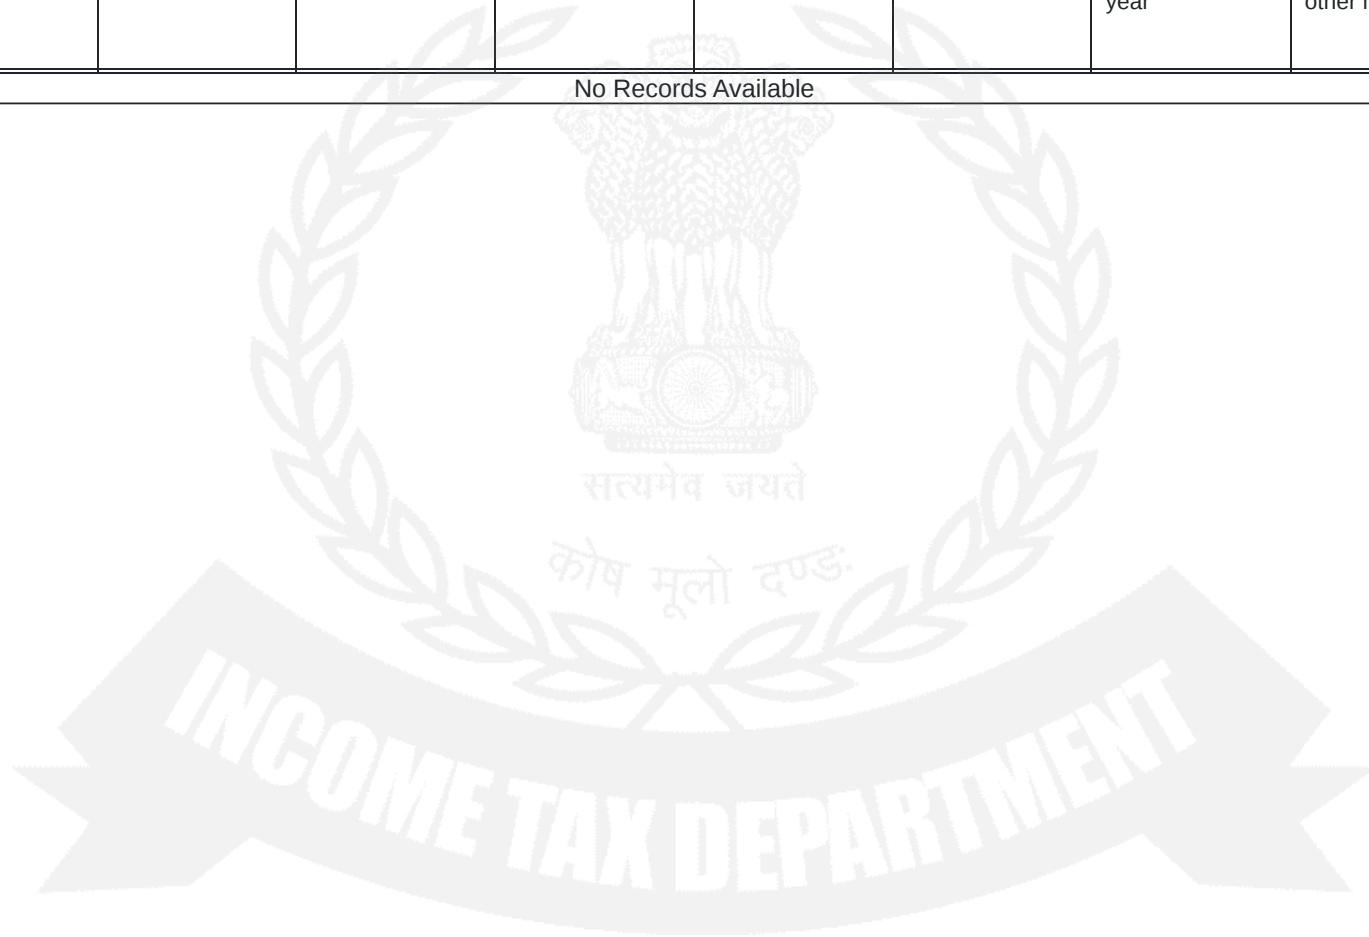 year
other
No Records Available
सत्यमेव जयते
कोष मूलो दण्डः
INCOME TAX DEPARTMENT